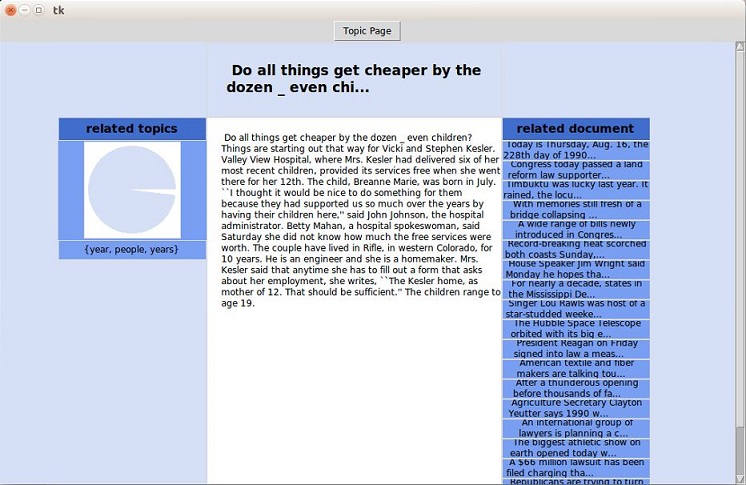 tk
Topic Page
Do all things get cheaper by the
dozen _ even chi...
related topics
{year, people, years}
Do all things get cheaper by the dozen _ even children?
Things are starting out that way for Vicki and Stephen Kesler.
Valley View Hospital, where Mrs. Kesler had delivered six of her
most recent children, provided its services free when she went
there for her 12th. The child, Breanne Marie, was born in July.
``I thought it would be nice to do something for them
because they had supported us so much over the years by
having their children here,'' said John Johnson, the hospital
administrator. Betty Mahan, a hospital spokeswoman, said
Saturday she did not know how much the free services were
worth. The couple have lived in Rifle, in western Colorado, for
10 years. He is an engineer and she is a homemaker. Mrs.
Kesler said that anytime she has to fill out a form that asks
about her employment, she writes, ``The Kesler home, as
mother of 12. That should be sufficient.'' The children range to
age 19.
related document
Today is Thursday, Aug. 16, the
228th day of 1990...
Congress today passed a land
reform law supporter...
Timbuktu was lucky last year. It
rained, the locu...
With memories still fresh of a
bridge collapsing ...
A wide range of bills newly
introduced in Congres...
Record-breaking heat scorched
both coasts Sunday,...
House Speaker Jim Wright said
Monday he hopes tha...
For nearly a decade, states in
the Mississippi De...
Singer Lou Rawls was host of a
star-studded weeke...
The Hubble Space Telescope
orbited with its big e...
President Reagan on Friday
signed into law a meas...
American textile and fiber
makers are talking tou...
After a thunderous opening
before thousands of fa...
Agriculture Secretary Clayton
Yeutter says 1990 w...
An international group of
lawyers is planning a c...
The biggest athletic show on
earth opened today w...
A $66 million lawsuit has been
filed charging tha...
Republicans are trying to turn